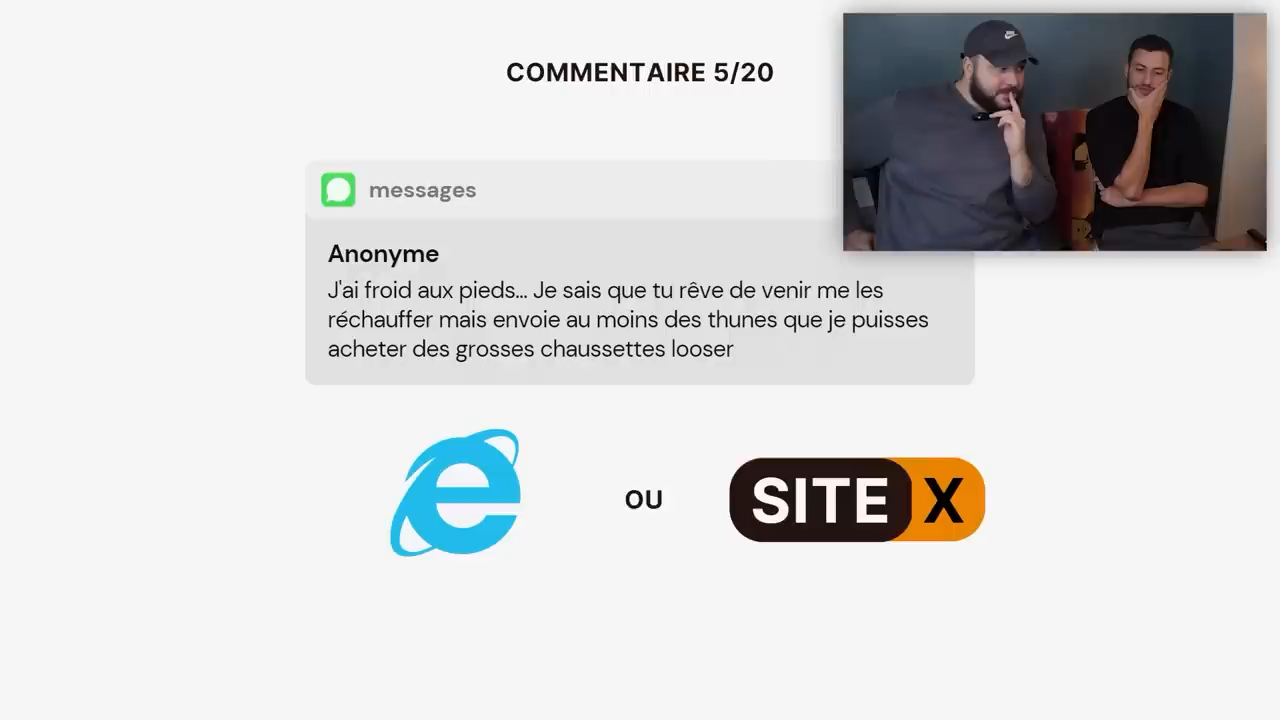 COMMENTAIRE 5/20
messages
Anonyme
J'ai froid aux pieds... Je sais que tu rêve de venir me les
réchauffer mais envoie au moins des thunes que je puisses
acheter des grosses chaussettes looser
OU
SITE X